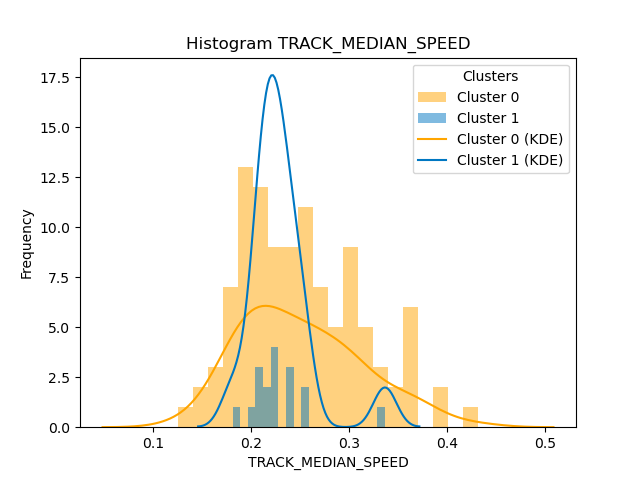 Histogram TRACK_MEDIAN_SPEED
Clusters
Cluster 0
Cluster 1
Cluster 0 (KDE)
Cluster 1 (KDE)
Frequency
17.5
15.0
12.5
10.0
7.5
5.0
2.5
0.0
0.1
0.2
0.3
0.4
0.5
TRACK_MEDIAN_SPEED